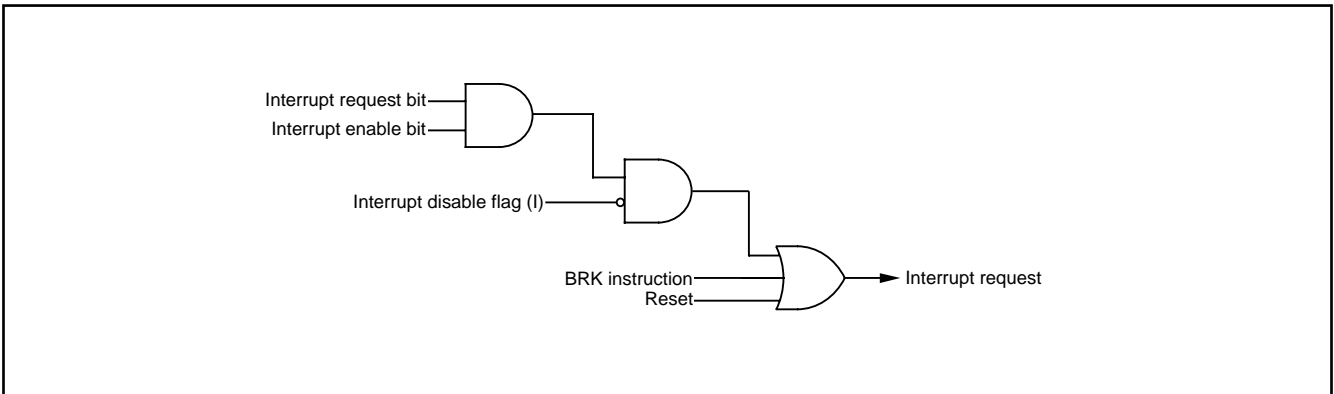 Interrupt request bit
Interrupt enable bit
Interrupt disable flag (I)
BRK instruction
Reset
Interrupt request